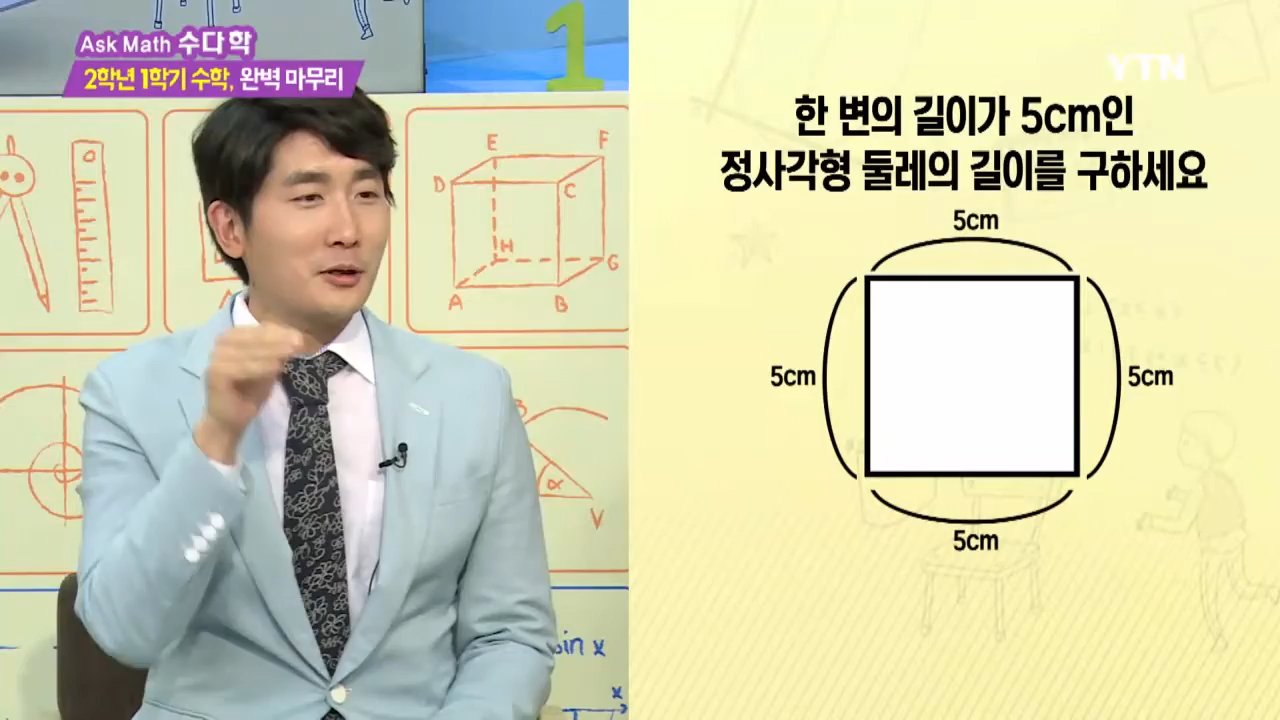 Ask Math 수다학
2학년 1학기 수학, 완벽 마무리
1
YTN
한 변의 길이가 5cm인
정사각형 둘레의 길이를 구하세요
5cm
5cm
5cm
5cm
E
F
D
C
H
G
A
B
B
α
V
sin x
x